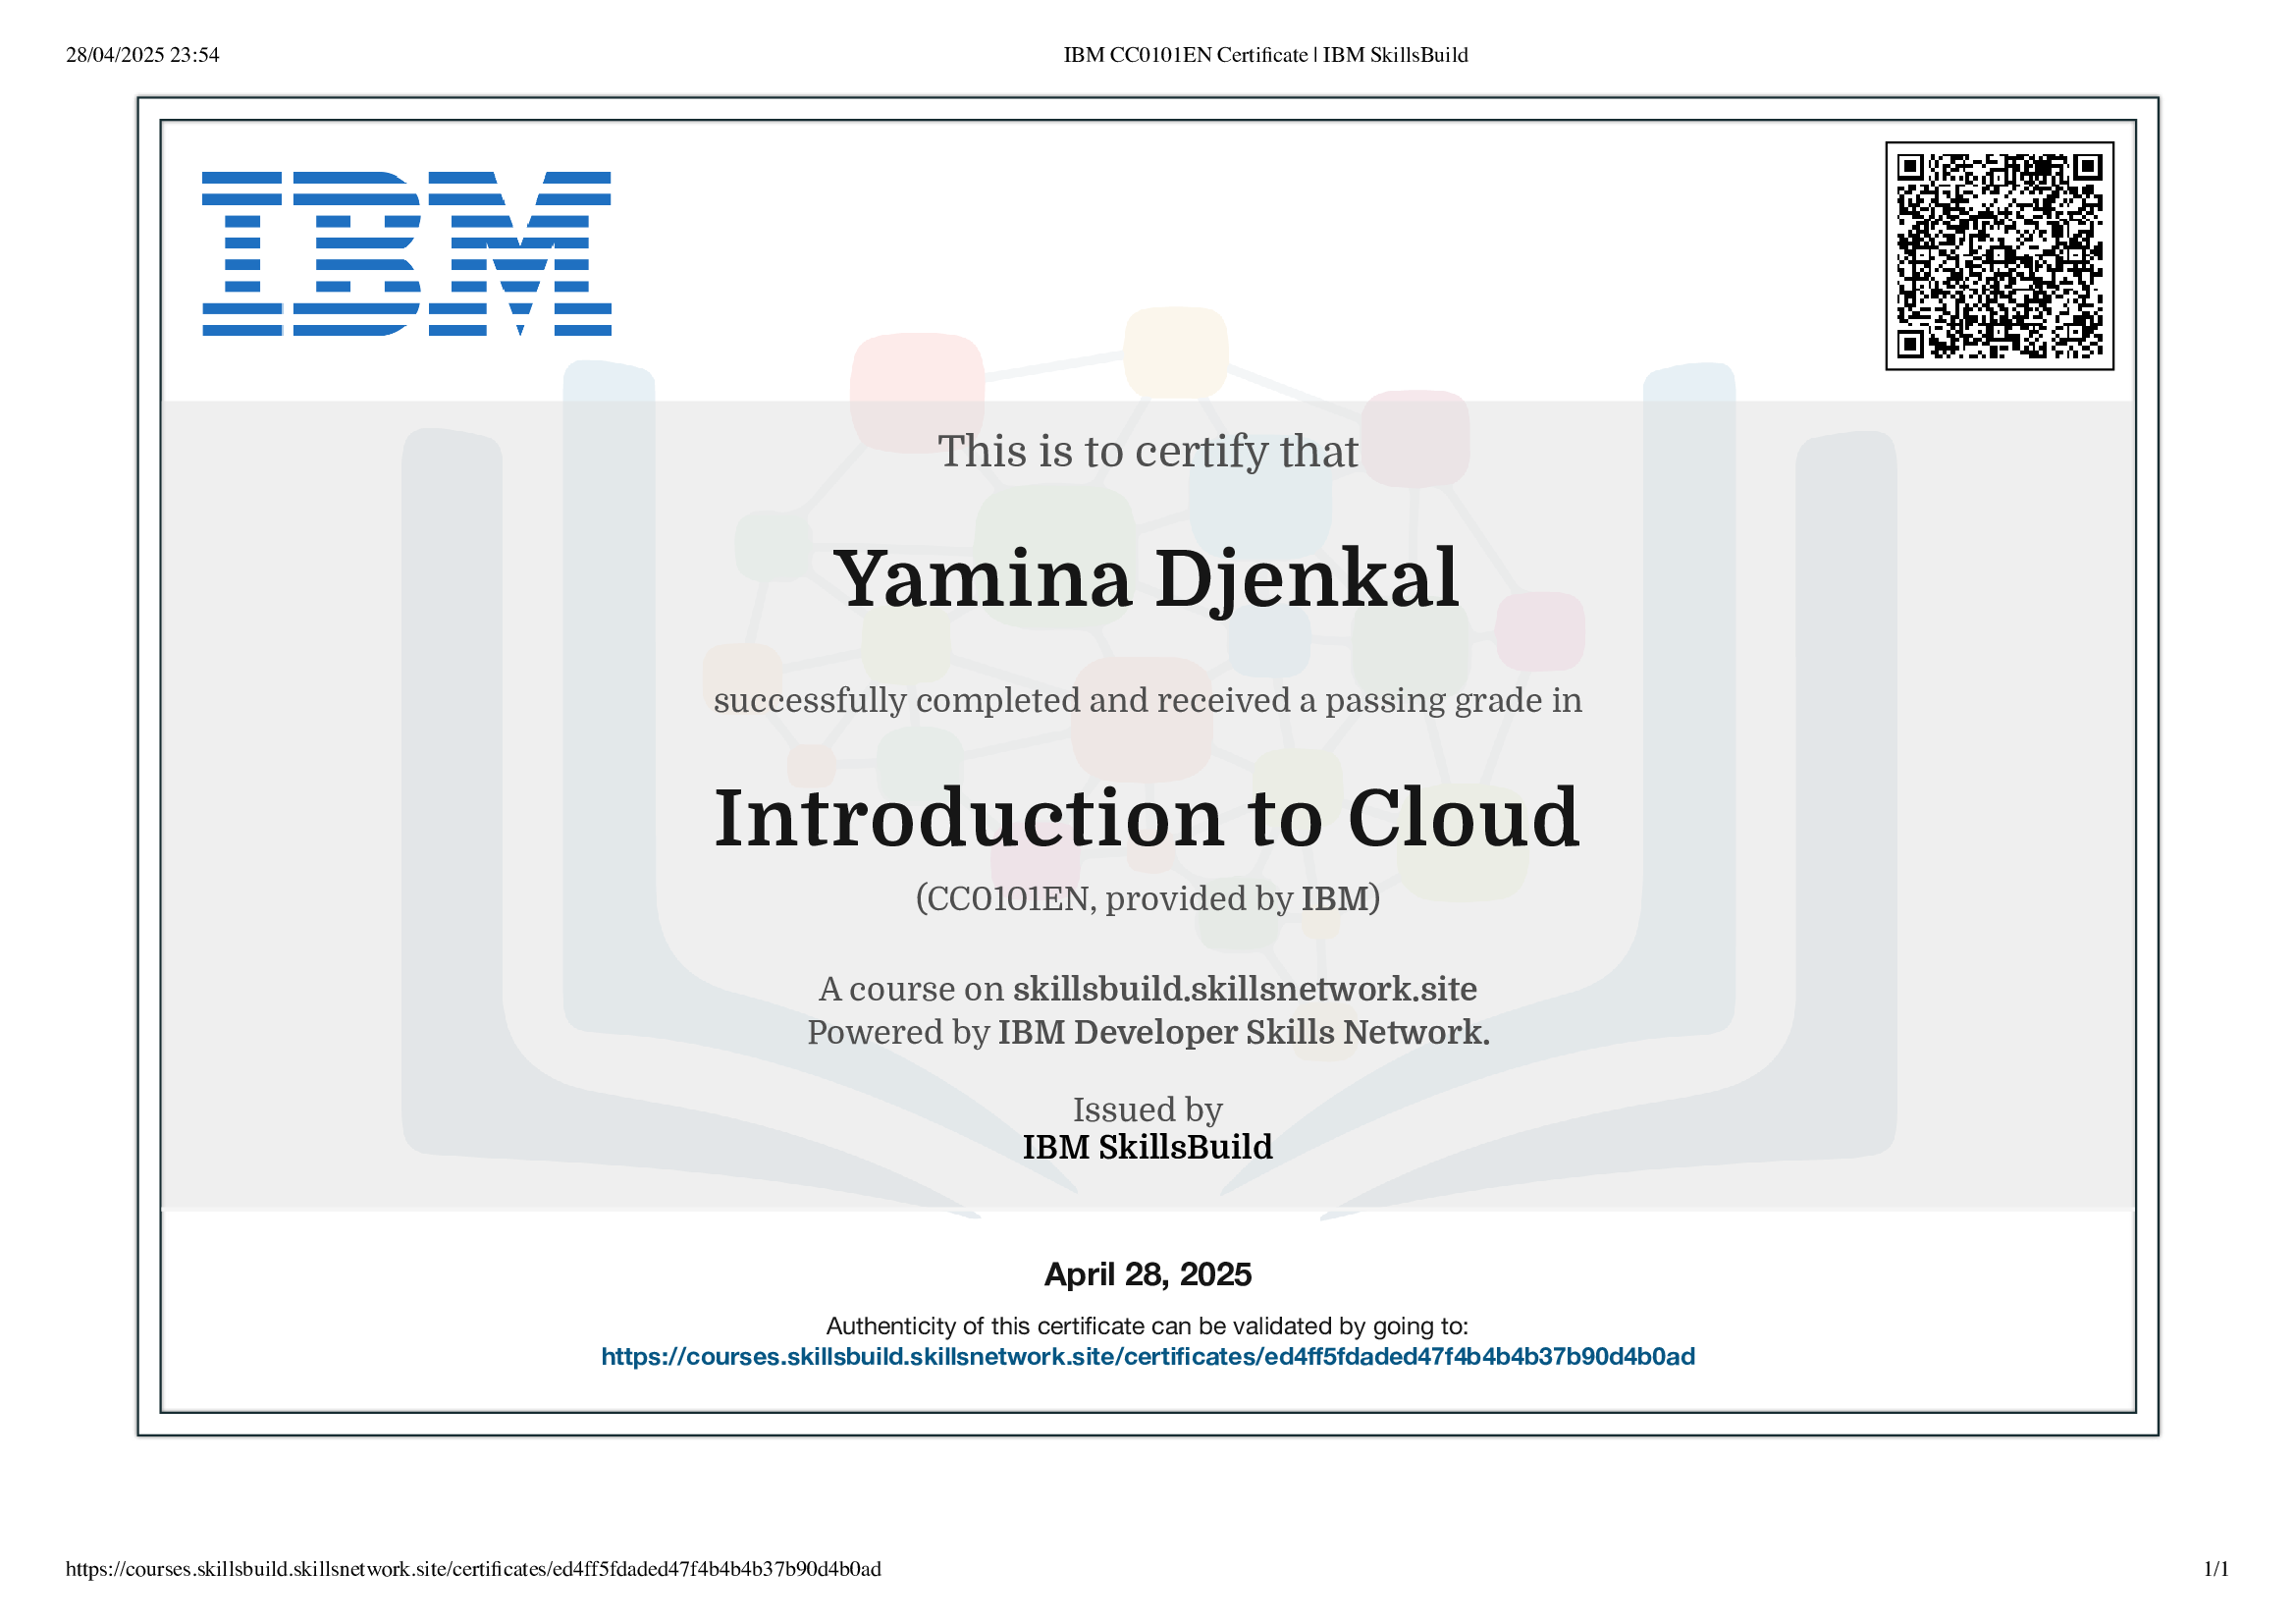 28/04/2025 23:54
IBM CC0101EN Certificate | IBM SkillsBuild
IBM
This is to certify that
Yamina Djenkal
successfully completed and received a passing grade in
Introduction to Cloud
(CC0101EN, provided by IBM)
A course on skillsbuild.skillsnetwork.site
Powered by IBM Developer Skills Network.
Issued by
IBM SkillsBuild
April 28, 2025
Authenticity of this certificate can be validated by going to:
https://courses.skillsbuild.skillsnetwork.site/certificates/ed4ff5fdaded47f4b4b4b37b90d4b0ad
https://courses.skillsbuild.skillsnetwork.site/certificates/ed4ff5fdaded47f4b4b4b37b90d4b0ad
1/1